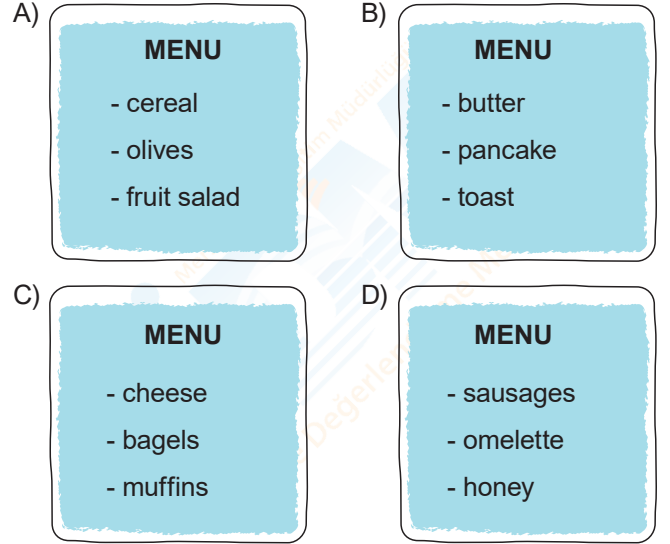 A)
MENU
- cereal
- olives
- fruit salad
B)
MENU
- butter
- pancake
- toast
C)
MENU
- cheese
- bagels
- muffins
D)
MENU
- sausages
- omelette
- honey